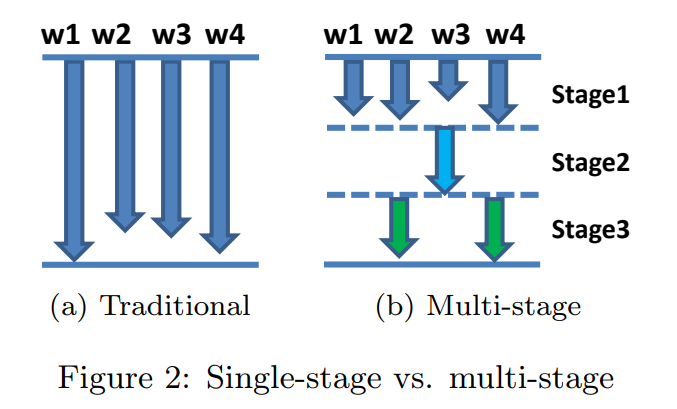 w1 w2 w3 w4
w1 w2 w3 w4
Stage1
Stage2
Stage3
(a) Traditional
(b) Multi-stage
Figure 2: Single-stage vs. multi-stage